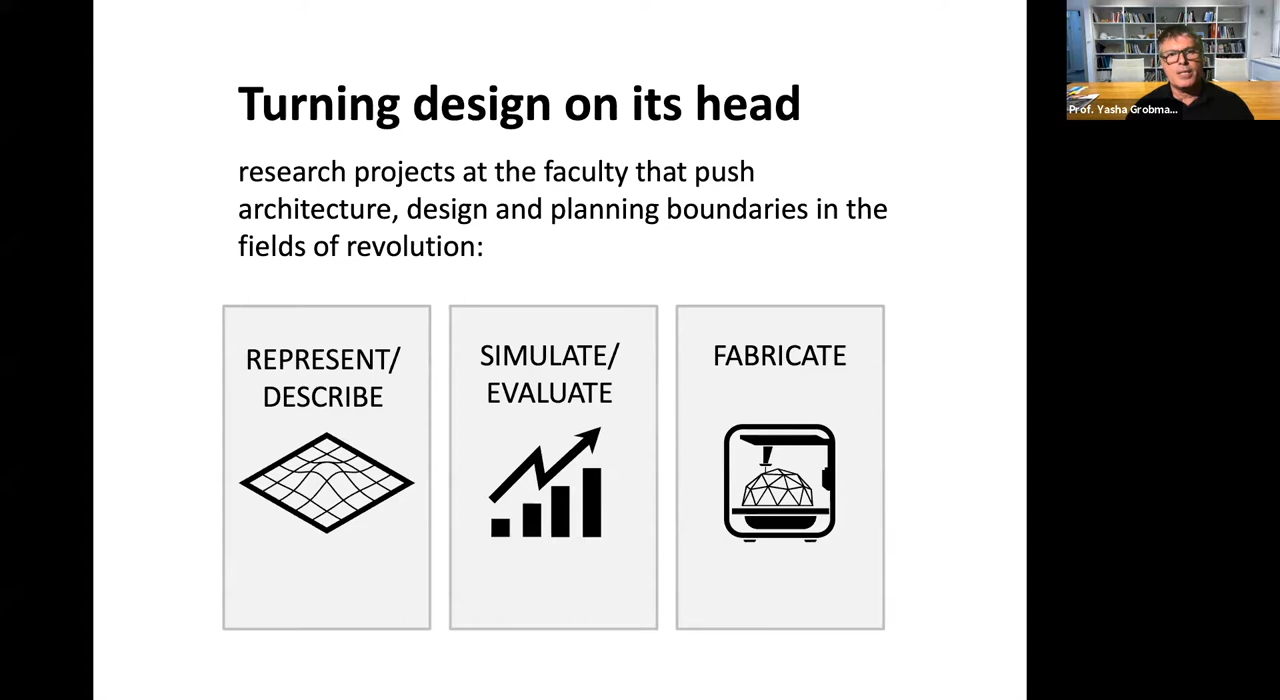 Turning design on its head
research projects at the faculty that push
architecture, design and planning boundaries in the
fields of revolution:
REPRESENT/
DESCRIBE
SIMULATE/
EVALUATE
FABRICATE
Prof. Yasha Grobma...